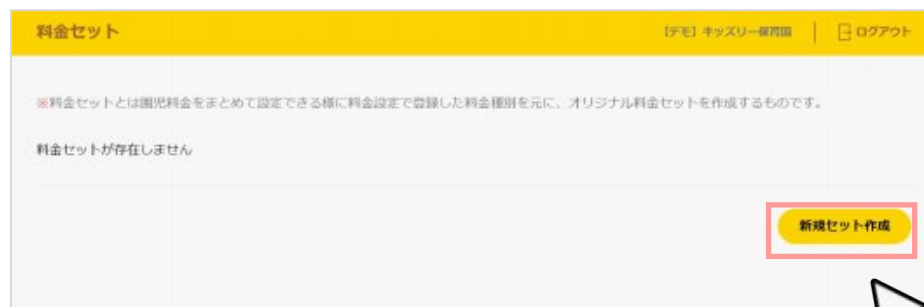 料金セット
【デモ】キッズリー保育園
ログアウト
※料金セットとは園児料金をまとめて設定できる様に料金設定で登録した料金種別を元に、オリジナル料金セットを作成するものです。
料金セットが存在しません
新規セット作成